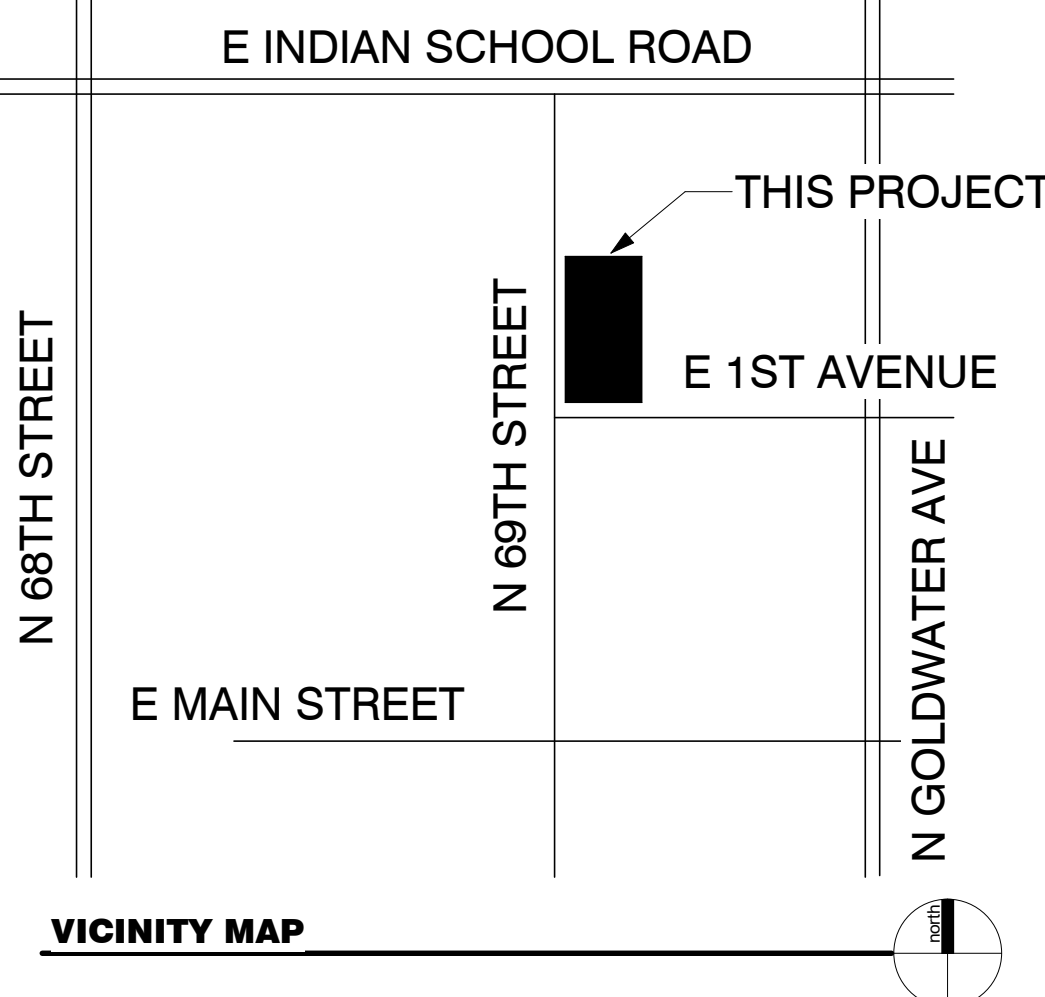 E INDIAN SCHOOL ROAD
THIS PROJECT
N 68TH STREET
N 69TH STREET
E 1ST AVENUE
N GOLDWATER AVE
E MAIN STREET
VICINITY MAP
north